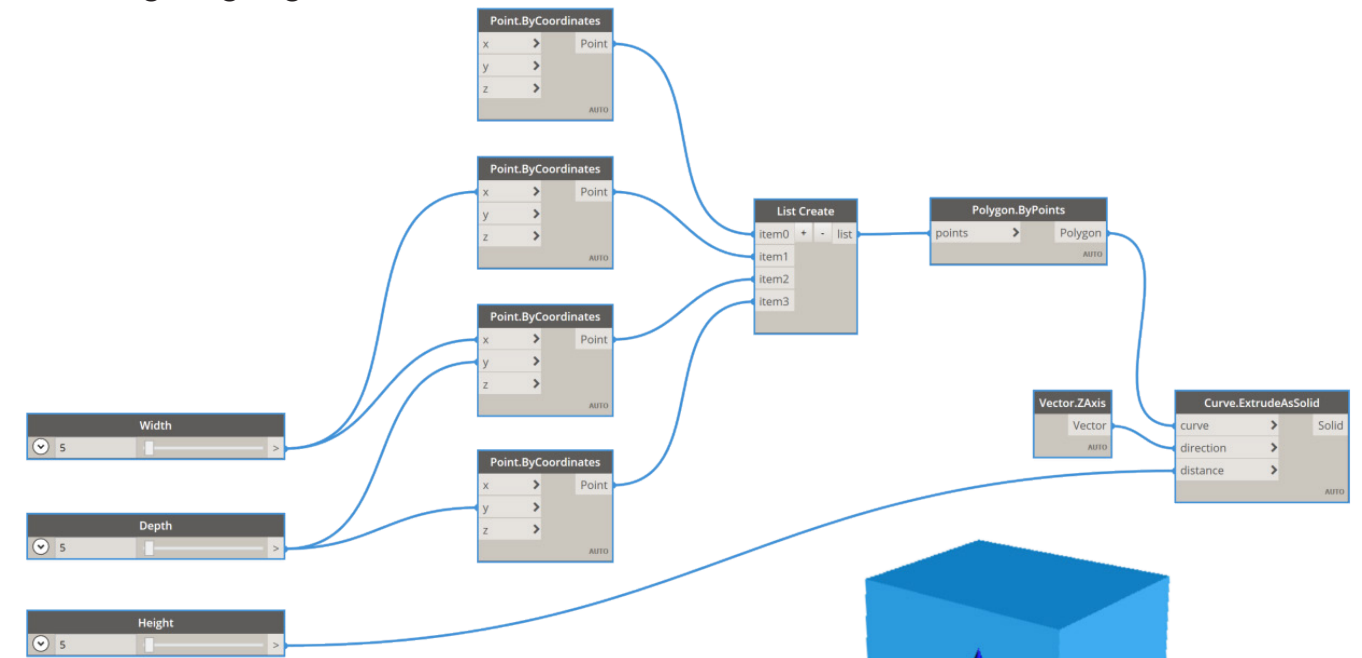 Point.ByCoordinates
x > Point
y >
z >
AUTO
Point.ByCoordinates
x > Point
y >
z >
AUTO
List Create
item0 + - list
item1
item2
item3
Polygon.ByPoints
points > Polygon
AUTO
Point.ByCoordinates
x > Point
y >
z >
AUTO
Width
5 >
Vector.ZAxis
Vector
AUTO
Curve.ExtrudeAsSolid
curve > Solid
direction >
distance >
AUTO
Point.ByCoordinates
x > Point
y >
z >
AUTO
Depth
5 >
Height
5 >